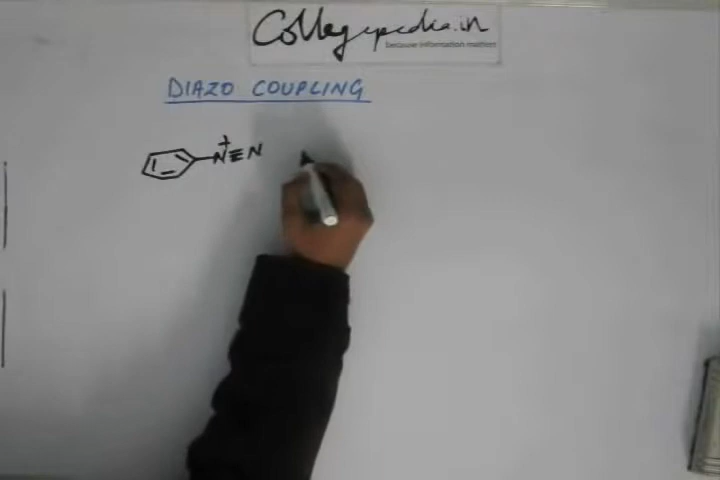 Collegepedia.in
because information matters
DIAZO COUPLING
+
N≡N